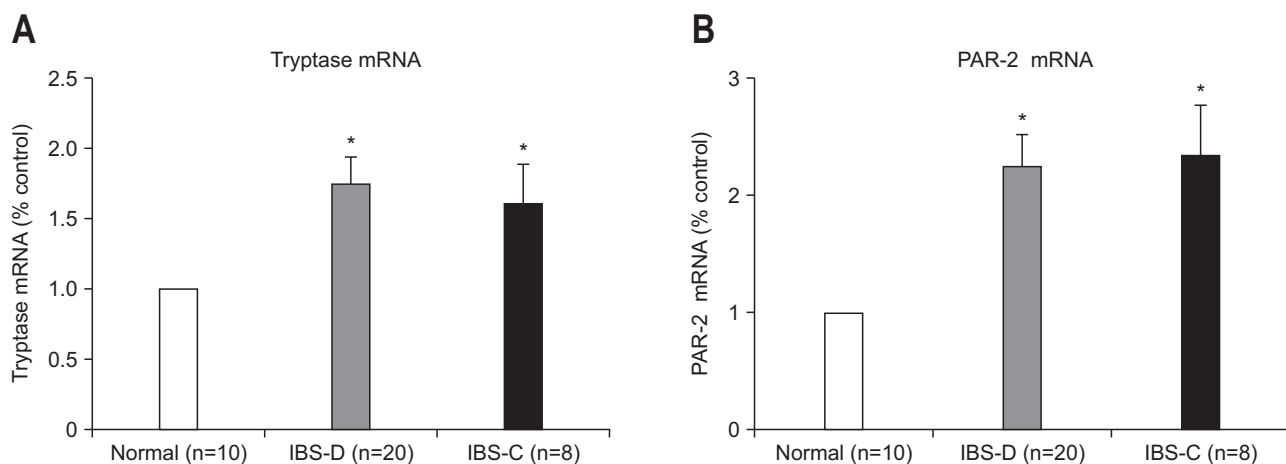 A
Tryptase mRNA
Tryptase mRNA (% control)
2.5
2.0
1.5
1.0
0.5
0
*
*
Normal (n=10)
IBS-D (n=20)
IBS-C (n=8)
B
PAR-2 mRNA
PAR-2 mRNA (% control)
3
2
1
0
*
*
Normal (n=10)
IBS-D (n=20)
IBS-C (n=8)